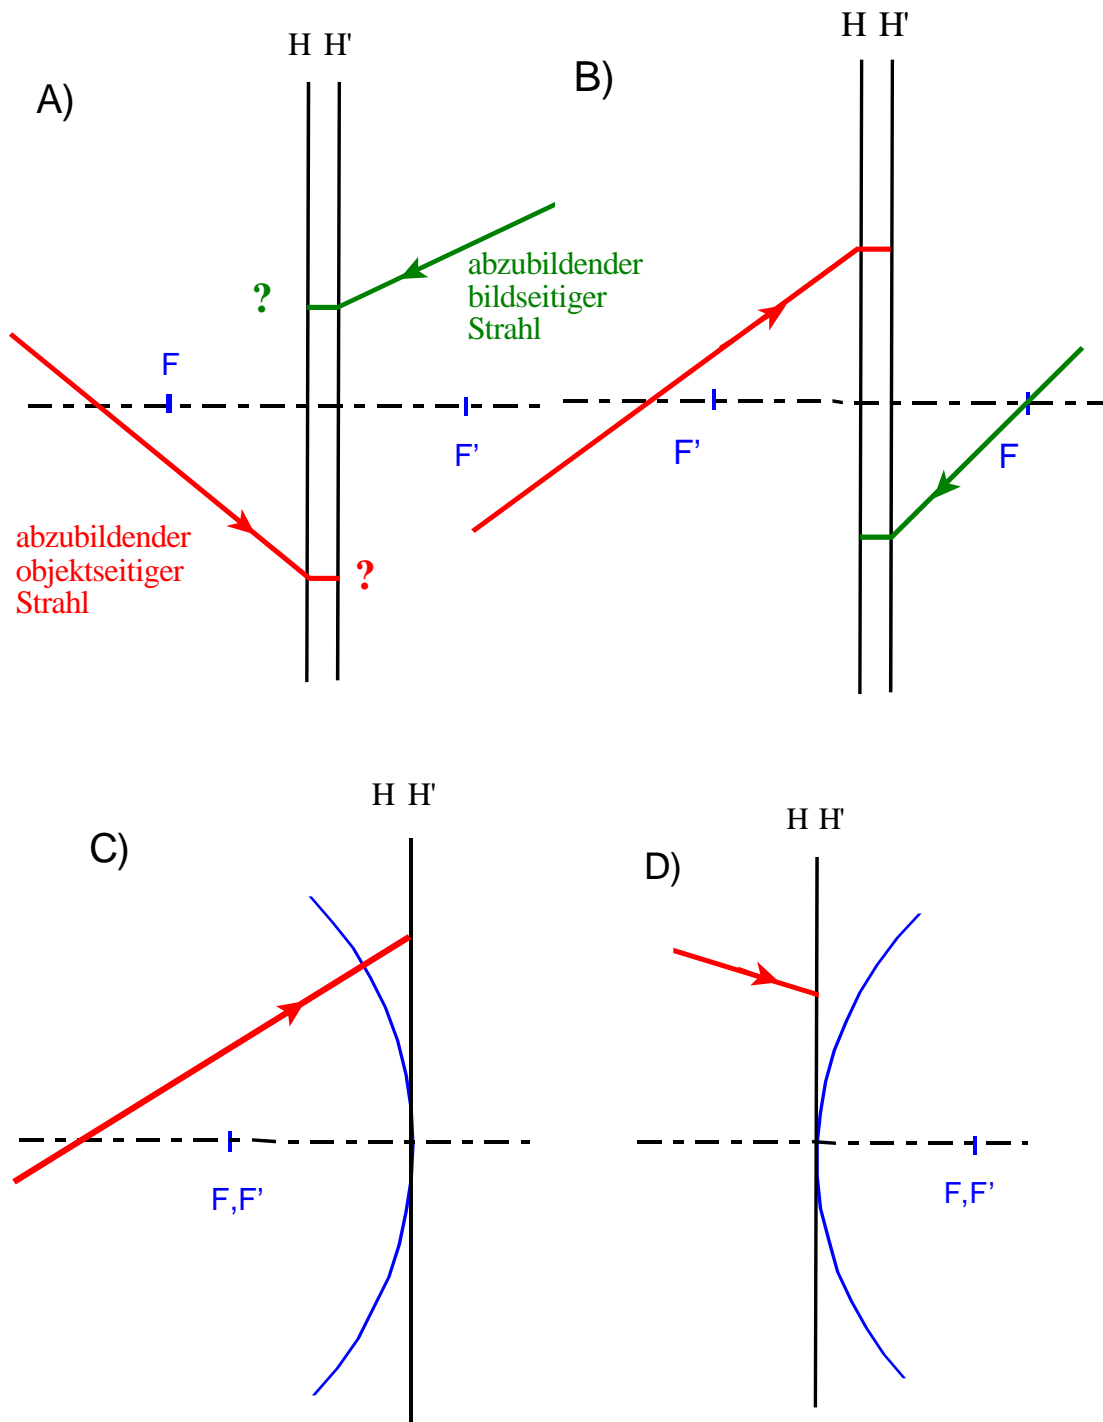 A)
H H'
?
abzubildender
bildseitiger
Strahl
F
F’
abzubildender
objektseitiger
Strahl
?
B)
H H'
F’
F
C)
H H'
F,F’
D)
H H'
F,F’